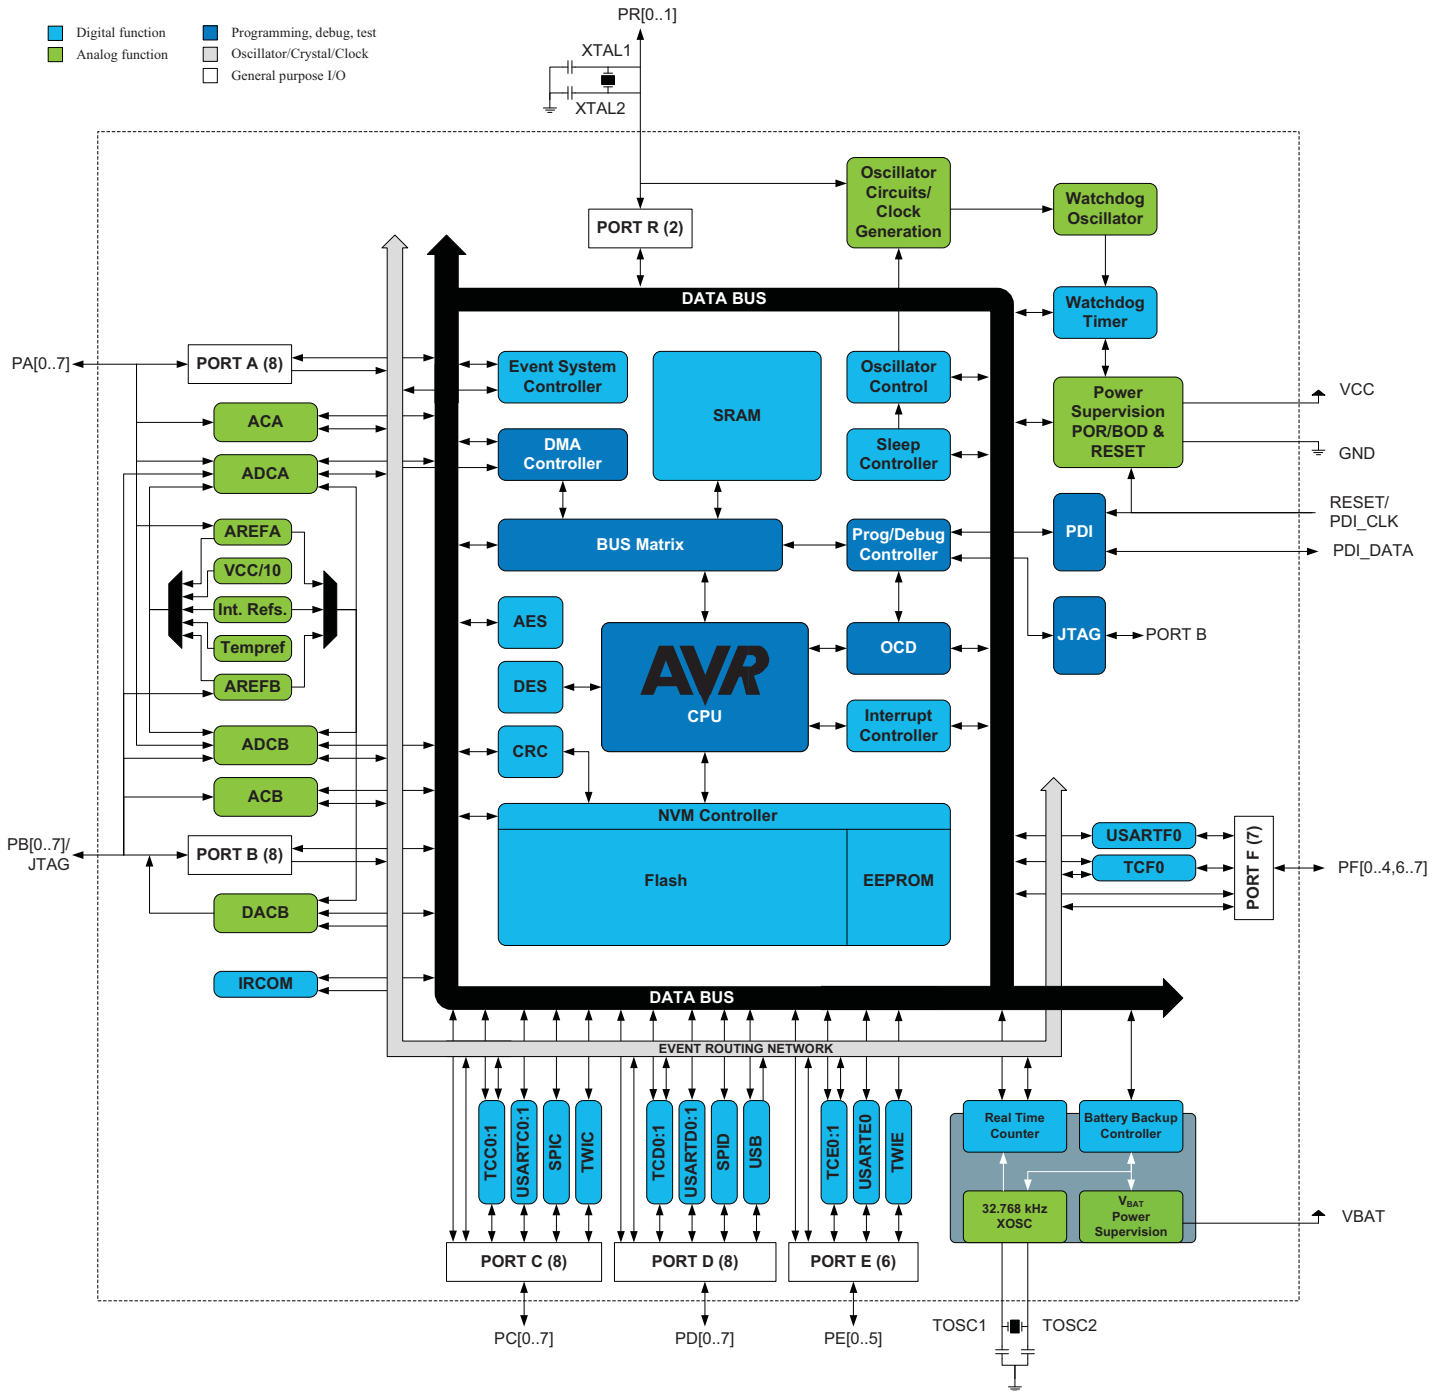 PR[0..1]
Digital function
Programming, debug, test
Analog function
Oscillator/Crystal/Clock
General purpose I/O
XTAL1
XTAL2
Oscillator
Circuits/
Clock
Generation
Watchdog
Oscillator
PORT R (2)
DATA BUS
Watchdog
Timer
PA[0..7]
PORT A (8)
Event System
Controller
SRAM
Oscillator
Control
Power
Supervision
POR/BOD &
RESET
VCC
GND
ACA
DMA
Controller
Sleep
Controller
ADCA
RESET/
PDI_CLK
AREFA
BUS Matrix
Prog/Debug
Controller
PDI
PDI_DATA
VCC/10
Int. Refs.
AES
Tempref
AVR
CPU
OCD
JTAG
PORT B
AREFB
DES
Interrupt
Controller
ADCB
CRC
ACB
NVM Controller
Flash
EEPROM
USARTF0
TCF0
PORT F (7)
PF[0..4,6..7]
PB[0..7]/
JTAG
PORT B (8)
DACB
IRCOM
DATA BUS
EVENT ROUTING NETWORK
TCC0:1
USARTC0:1
SPIC
TWIC
TCD0:1
USARTD0:1
SPID
USB
TCE0:1
USARTE0
TWIE
Real Time
Counter
Battery Backup
Controller
32.768 kHz
XOSC
VBAT
Power
Supervision
VBAT
PORT C (8)
PORT D (8)
PORT E (6)
PC[0..7]
PD[0..7]
PE[0..5]
TOSC1
TOSC2